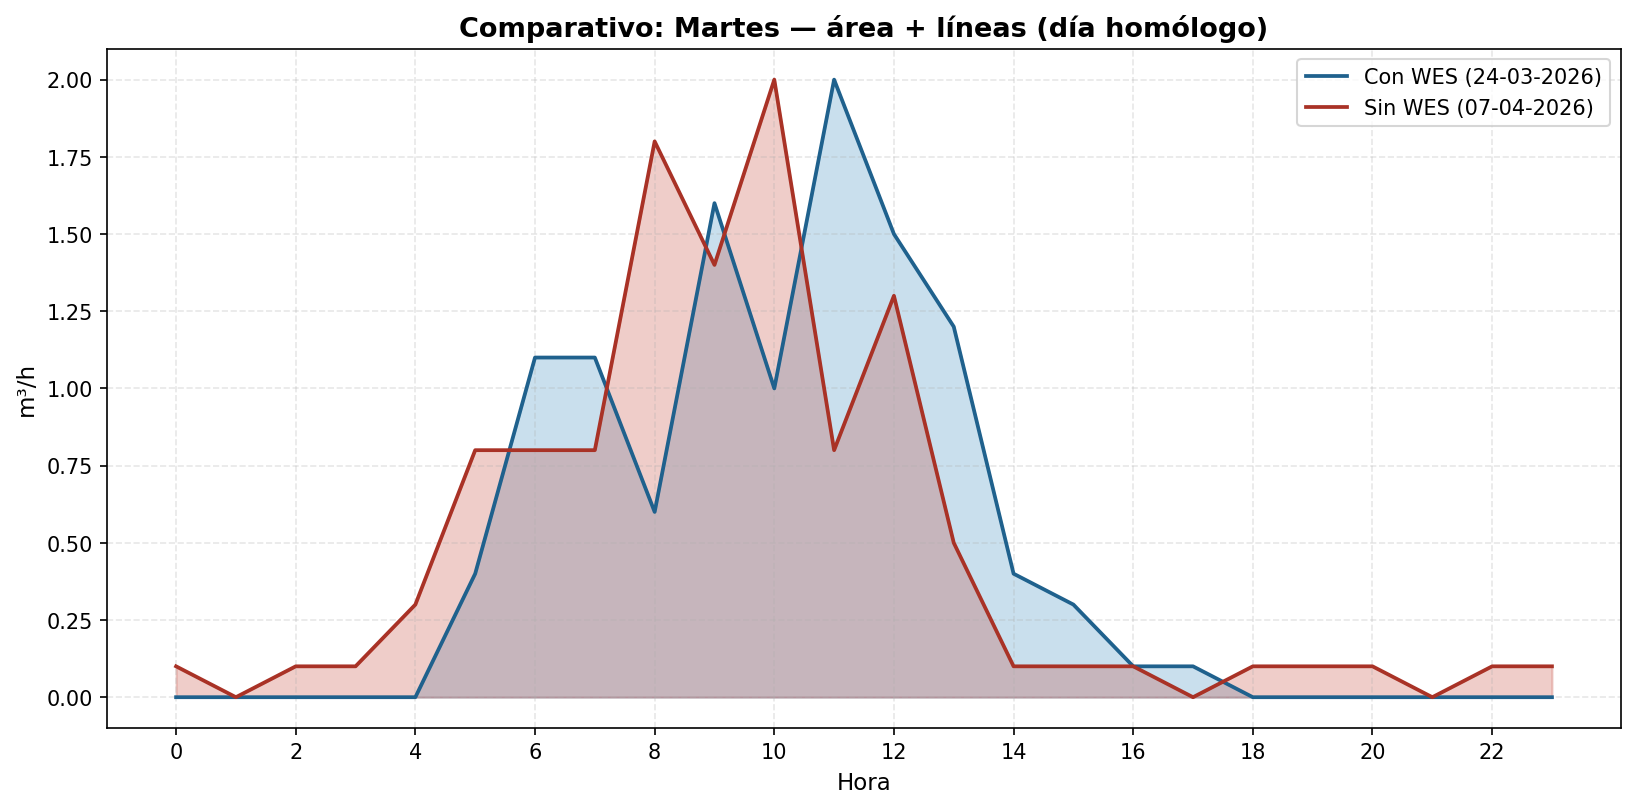 Comparativo: Martes — área + líneas (día homólogo)
Con WES (24-03-2026)
Sin WES (07-04-2026)
2.00
1.75
1.50
1.25
1.00
0.75
0.50
0.25
0.00
m³/h
0 2 4 6 8 10 12 14 16 18 20 22
Hora